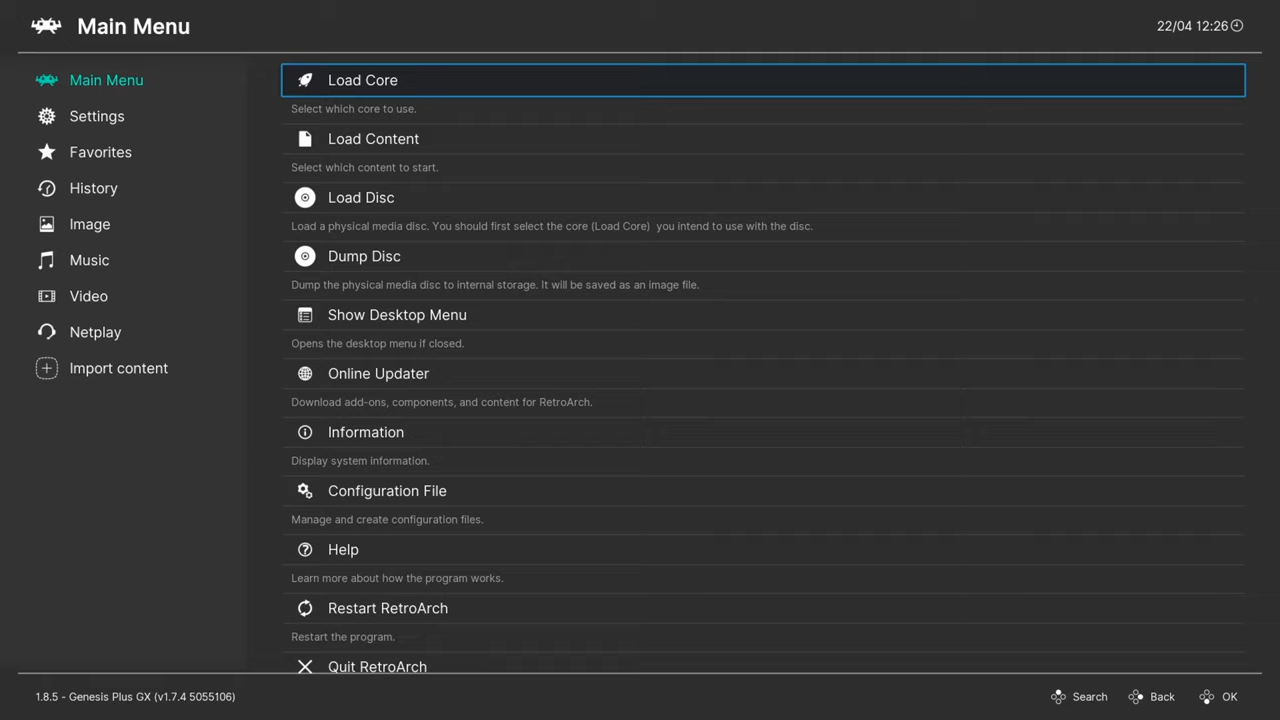 Main Menu
22/04 12:26
Main Menu
Settings
Favorites
History
Image
Music
Video
Netplay
Import content
Load Core
Select which core to use.
Load Content
Select which content to start.
Load Disc
Load a physical media disc. You should first select the core (Load Core)  you intend to use with the disc.
Dump Disc
Dump the physical media disc to internal storage. It will be saved as an image file.
Show Desktop Menu
Opens the desktop menu if closed.
Online Updater
Download add-ons, components, and content for RetroArch.
Information
Display system information.
Configuration File
Manage and create configuration files.
Help
Learn more about how the program works.
Restart RetroArch
Restart the program.
Quit RetroArch
1.8.5 - Genesis Plus GX (v1.7.4 5055106)
Search
Back
OK